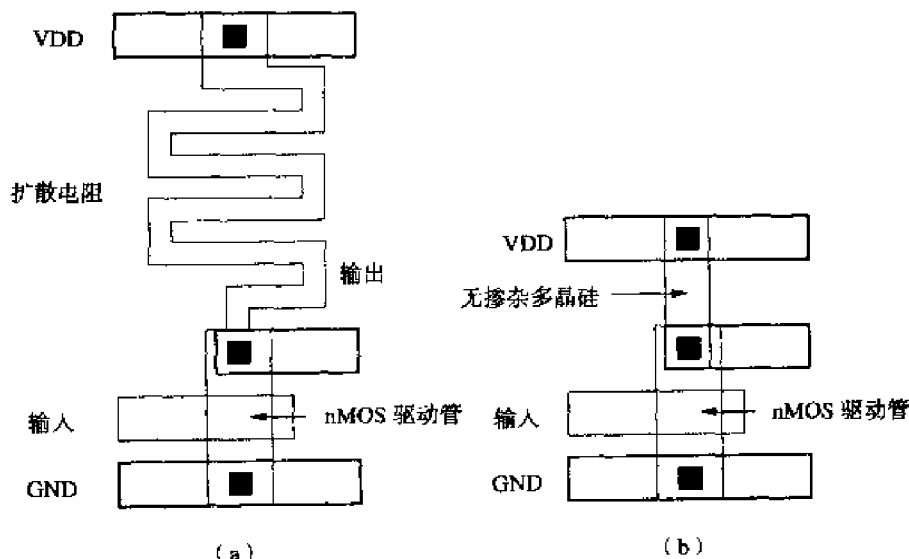 VDD
扩散电阻
输出
输入
nMOS 驱动管
GND
(a)
VDD
无掺杂多晶硅
输入
nMOS 驱动管
GND
(b)